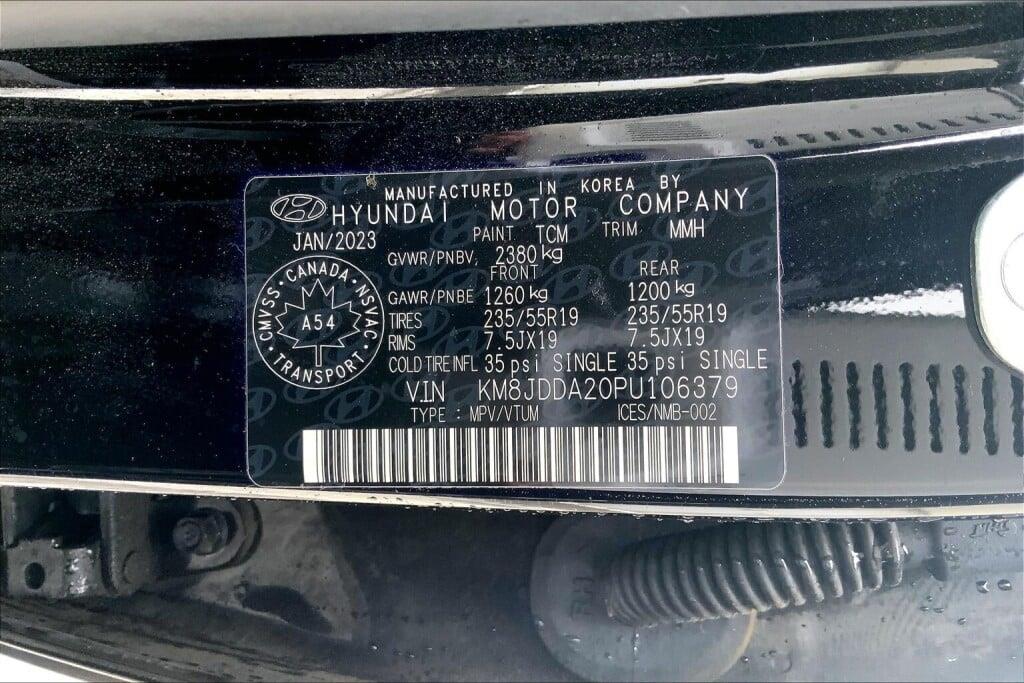 MANUFACTURED IN KOREA BY
HYUNDAI MOTOR COMPANY
JAN/2023 PAINT TCM TRIM MMH
GVWR/PNBV, 2380 kg
FRONT REAR
GAWR/PNBE 1260 kg 1200 kg
TIRES 235/55R19 235/55R19
RIMS 7.5JX19 7.5JX19
COLD TIRE INFL 35 psi SINGLE 35 psi SINGLE
V.I.N KM8JDDA20PU106379
TYPE : MPV/VTUM ICES/NMB-002
CANADA · NSVAC · TRANSPORT · CMVSS ·
A54